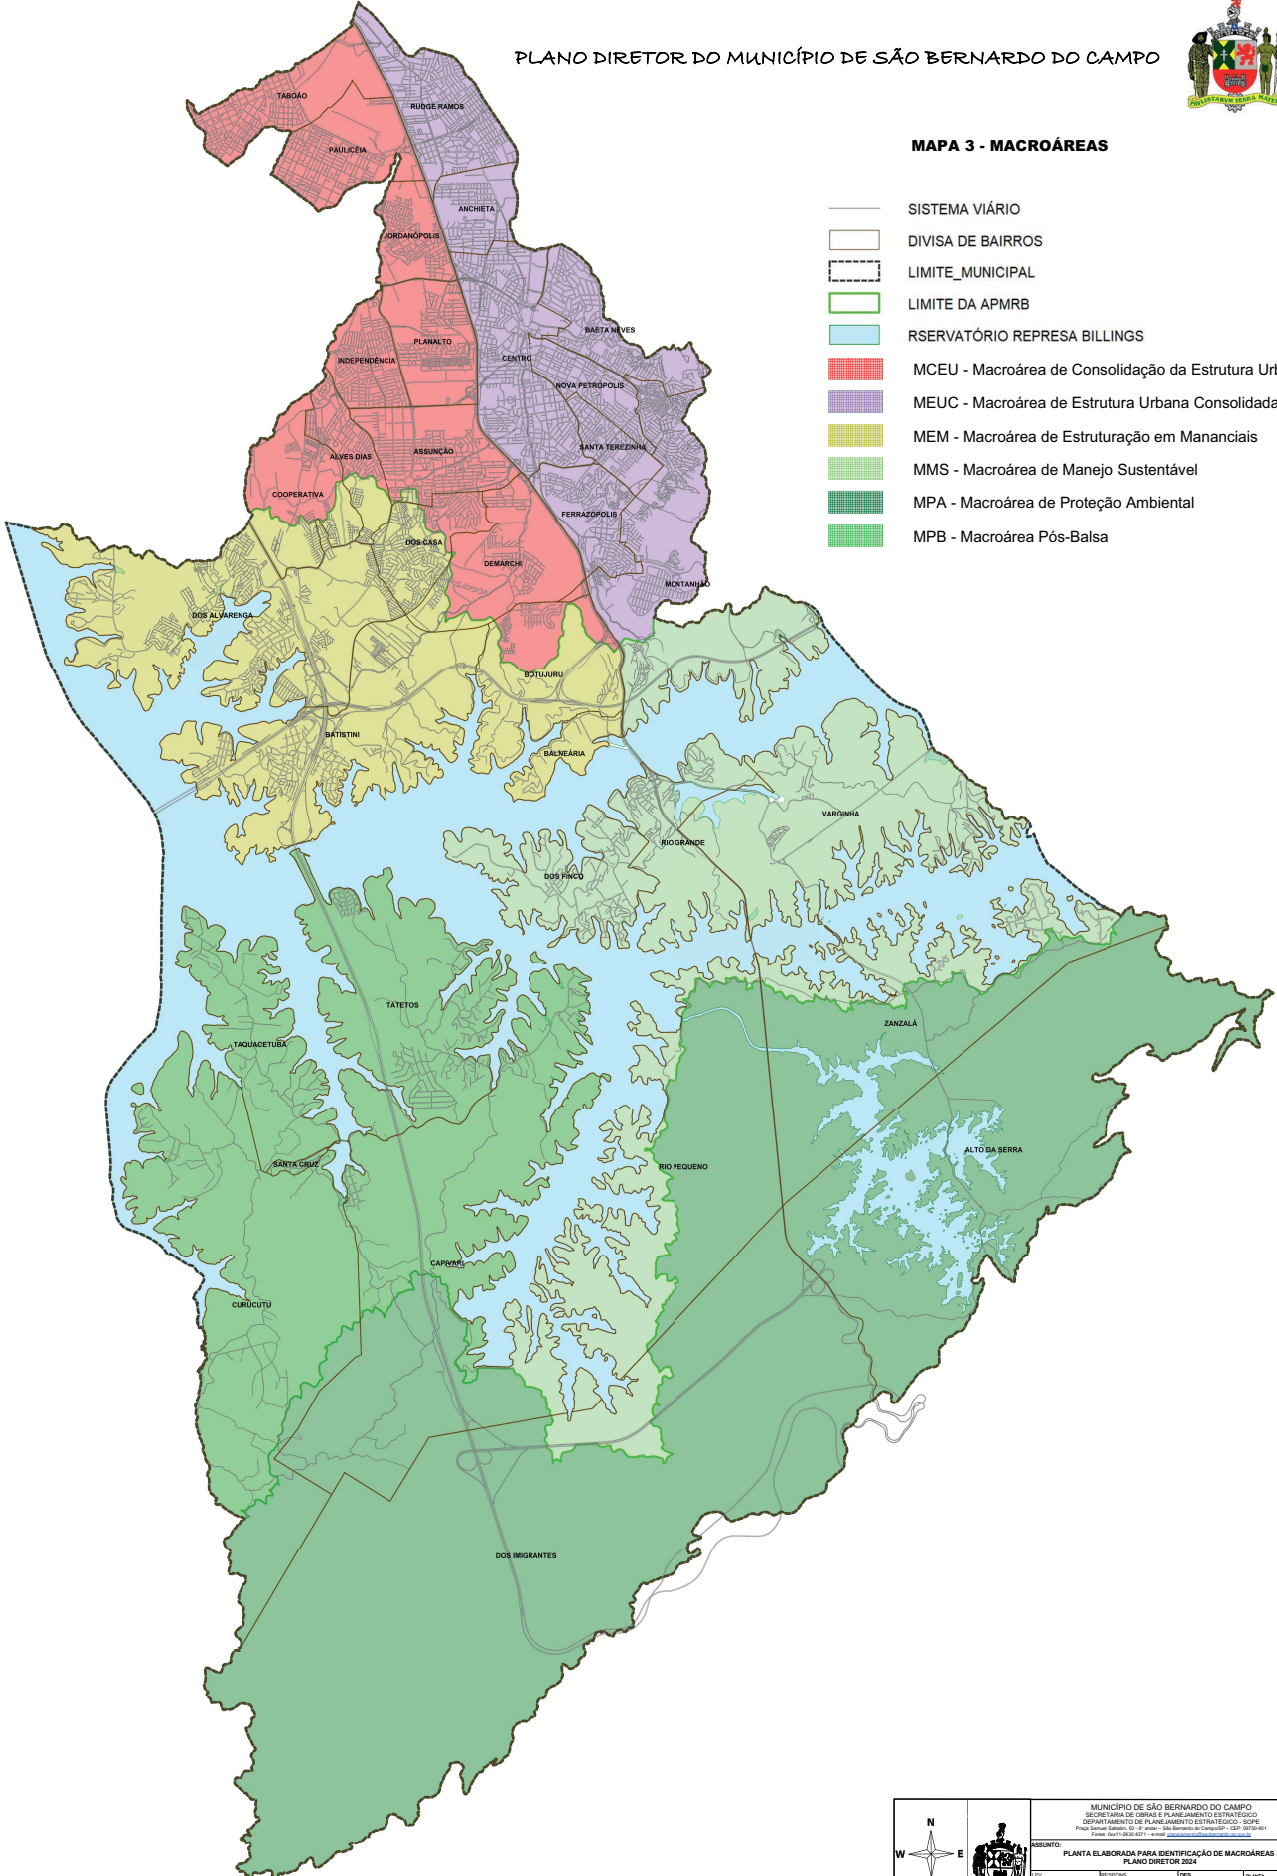 PLANO DIRETOR DO MUNICÍPIO DE SÃO BERNARDO DO CAMPO
MAPA 3 - MACROÁREAS
SISTEMA VIÁRIO
DIVISA DE BAIRROS
LIMITE_MUNICIPAL
LIMITE DA APMRB
RSERVATÓRIO REPRESA BILLINGS
MCEU - Macroárea de Consolidação da Estrutura Urb
MEUC - Macroárea de Estrutura Urbana Consolidada
MEM - Macroárea de Estruturação em Mananciais
MMS - Macroárea de Manejo Sustentável
MPA - Macroárea de Proteção Ambiental
MPB - Macroárea Pós-Balsa
TABOÃO
RUDGE RAMOS
PAULICÉIA
ANCHIETA
JORDANÓPOLIS
BAETA NEVES
PLANALTO
CENTRO
INDEPENDÊNCIA
NOVA PETRÓPOLIS
SANTA TEREZINHA
ASSUNÇÃO
ALVES DIAS
COOPERATIVA
FERRAZÓPOLIS
DOS CASA
DEMARCHI
MONTANHÃO
DOS ALVARENGA
BOTUJURU
BATISTINI
BALNEÁRIA
VARGINHA
RIO GRANDE
DOS FINCO
TATETOS
ZANZALÁ
TAQUACETUBA
ALTO DA SERRA
SANTA CRUZ
RIO PEQUENO
CAPIVARI
CURUCUTU
DOS IMIGRANTES
N
W
E
MUNICÍPIO DE SÃO BERNARDO DO CAMPO
SECRETARIA DE OBRAS E PLANEJAMENTO ESTRATÉGICO
DEPARTAMENTO DE PLANEJAMENTO ESTRATÉGICO - SOPE
ASSUNTO:
PLANTA ELABORADA PARA IDENTIFICAÇÃO DE MACROÁREAS
PLANO DIRETOR 2024